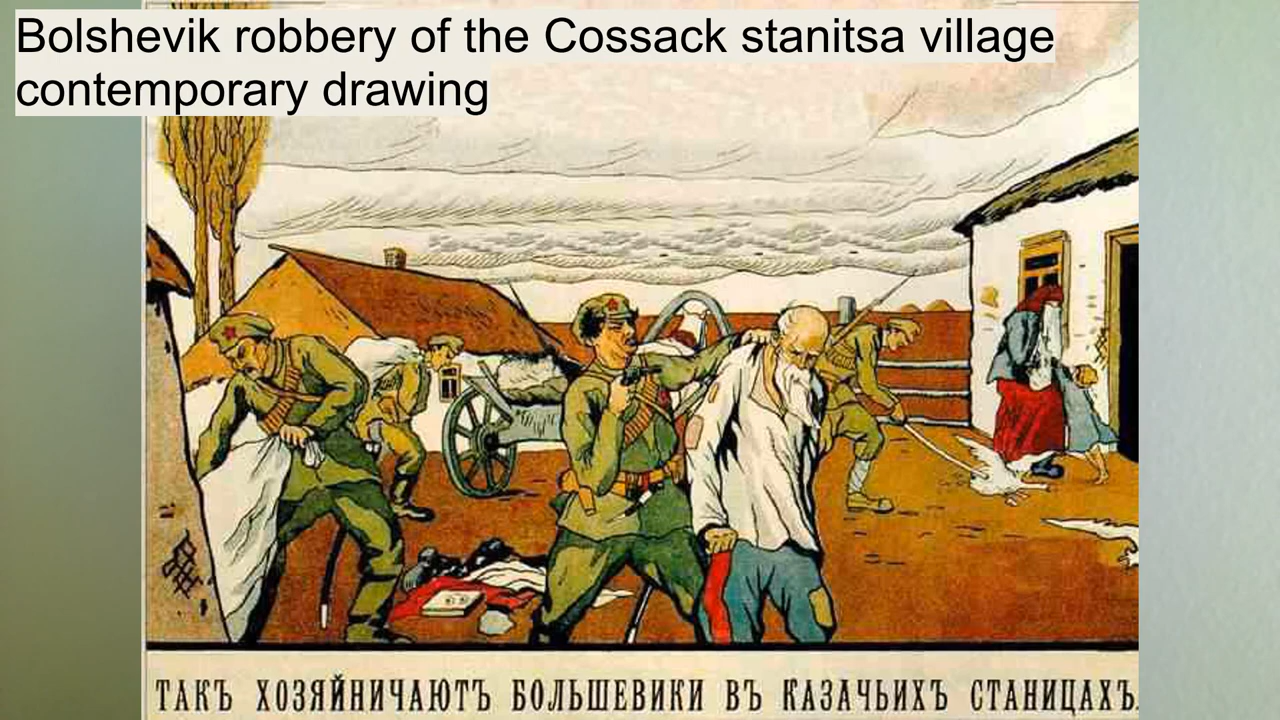 Bolshevik robbery of the Cossack stanitsa village
contemporary drawing
ТАКЪ ХОЗЯЙНИЧАЮТЪ БОЛЬШЕВИКИ ВЪ КАЗАЧЬИХЪ СТАНИЦАХЪ.